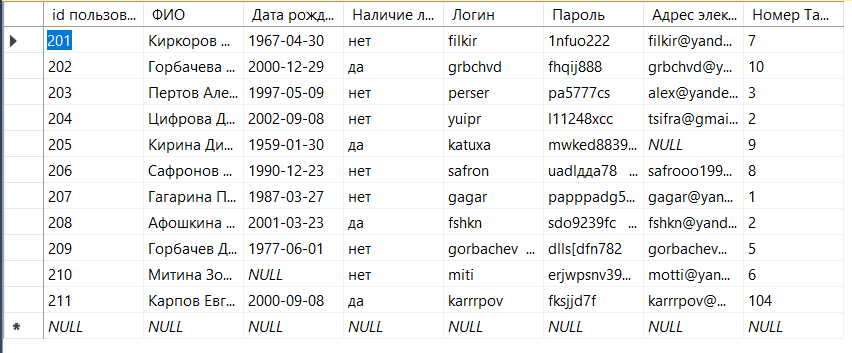 id пользов... ФИО Дата рожд... Наличие л... Логин Пароль Адрес элек... Номер Та...
201 Киркоров ... 1967-04-30 нет filkir 1nfuo222 filkir@yand... 7
202 Горбачева ... 2000-12-29 да grbchvd fhqij888 grbchvd@y... 10
203 Пертов Але... 1997-05-09 нет perser pa5777cs alex@yande... 3
204 Цифрова Д... 2002-09-08 нет yuipr l11248xcc tsifra@gmai... 2
205 Кирина Ди... 1959-01-30 да katuxa mwked8839... NULL 9
206 Сафронов ... 1990-12-23 нет safron uadlдда78 ... safrooo199... 8
207 Гагарина П... 1987-03-27 нет gagar papppadg5... gagar@yan... 1
208 Афошкина ... 2001-03-23 да fshkn sdo9239fc ... fshkn@yand... 2
209 Горбачев Д... 1977-06-01 нет gorbachev ... dlls[dfn782 gorbachev... 5
210 Митина Зо... NULL нет miti erjwpsnv39... motti@yan... 6
211 Карпов Евг... 2000-09-08 да karrrpov fksjjd7f karrrpov@... 104
* NULL NULL NULL NULL NULL NULL NULL NULL